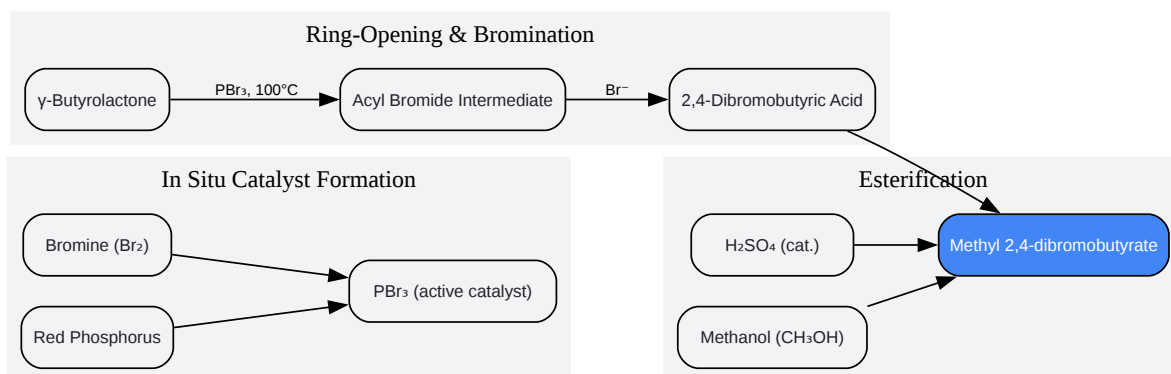 Ring-Opening & Bromination
γ-Butyrolactone
PBr₃, 100°C
Acyl Bromide Intermediate
Br⁻
2,4-Dibromobutyric Acid
In Situ Catalyst Formation
Bromine (Br₂)
Red Phosphorus
PBr₃ (active catalyst)
Esterification
H₂SO₄ (cat.)
Methanol (CH₃OH)
Methyl 2,4-dibromobutyrate